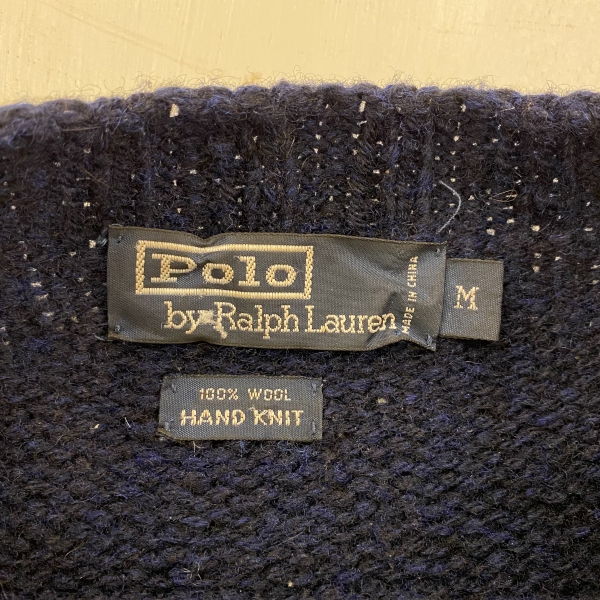 Polo
by Ralph Lauren
MADE IN CHINA
M
100% WOOL
HAND KNIT